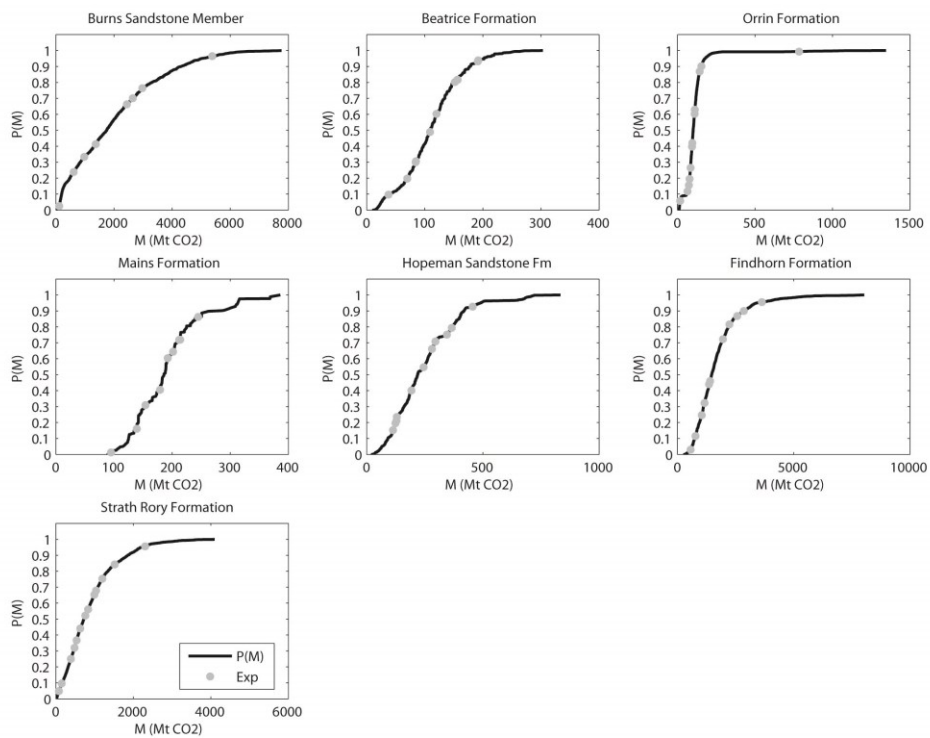 Burns Sandstone Member
1
0.9
0.8
0.7
0.6
0.5
0.4
0.3
0.2
0.1
0
P(M)
0 2000 4000 6000 8000
M (Mt CO2)
Beatrice Formation
1
0.9
0.8
0.7
0.6
0.5
0.4
0.3
0.2
0.1
0
P(M)
0 100 200 300 400
M (Mt CO2)
Orrin Formation
1
0.9
0.8
0.7
0.6
0.5
0.4
0.3
0.2
0.1
0
P(M)
0 500 1000 1500
M (Mt CO2)
Mains Formation
1
0.9
0.8
0.7
0.6
0.5
0.4
0.3
0.2
0.1
0
P(M)
0 100 200 300 400
M (Mt CO2)
Hopeman Sandstone Fm
1
0.9
0.8
0.7
0.6
0.5
0.4
0.3
0.2
0.1
0
P(M)
0 500 1000
M (Mt CO2)
Findhorn Formation
1
0.9
0.8
0.7
0.6
0.5
0.4
0.3
0.2
0.1
0
P(M)
0 5000 10000
M (Mt CO2)
Strath Rory Formation
1
0.9
0.8
0.7
0.6
0.5
0.4
0.3
0.2
0.1
0
P(M)
P(M)
Exp
0 2000 4000 6000
M (Mt CO2)